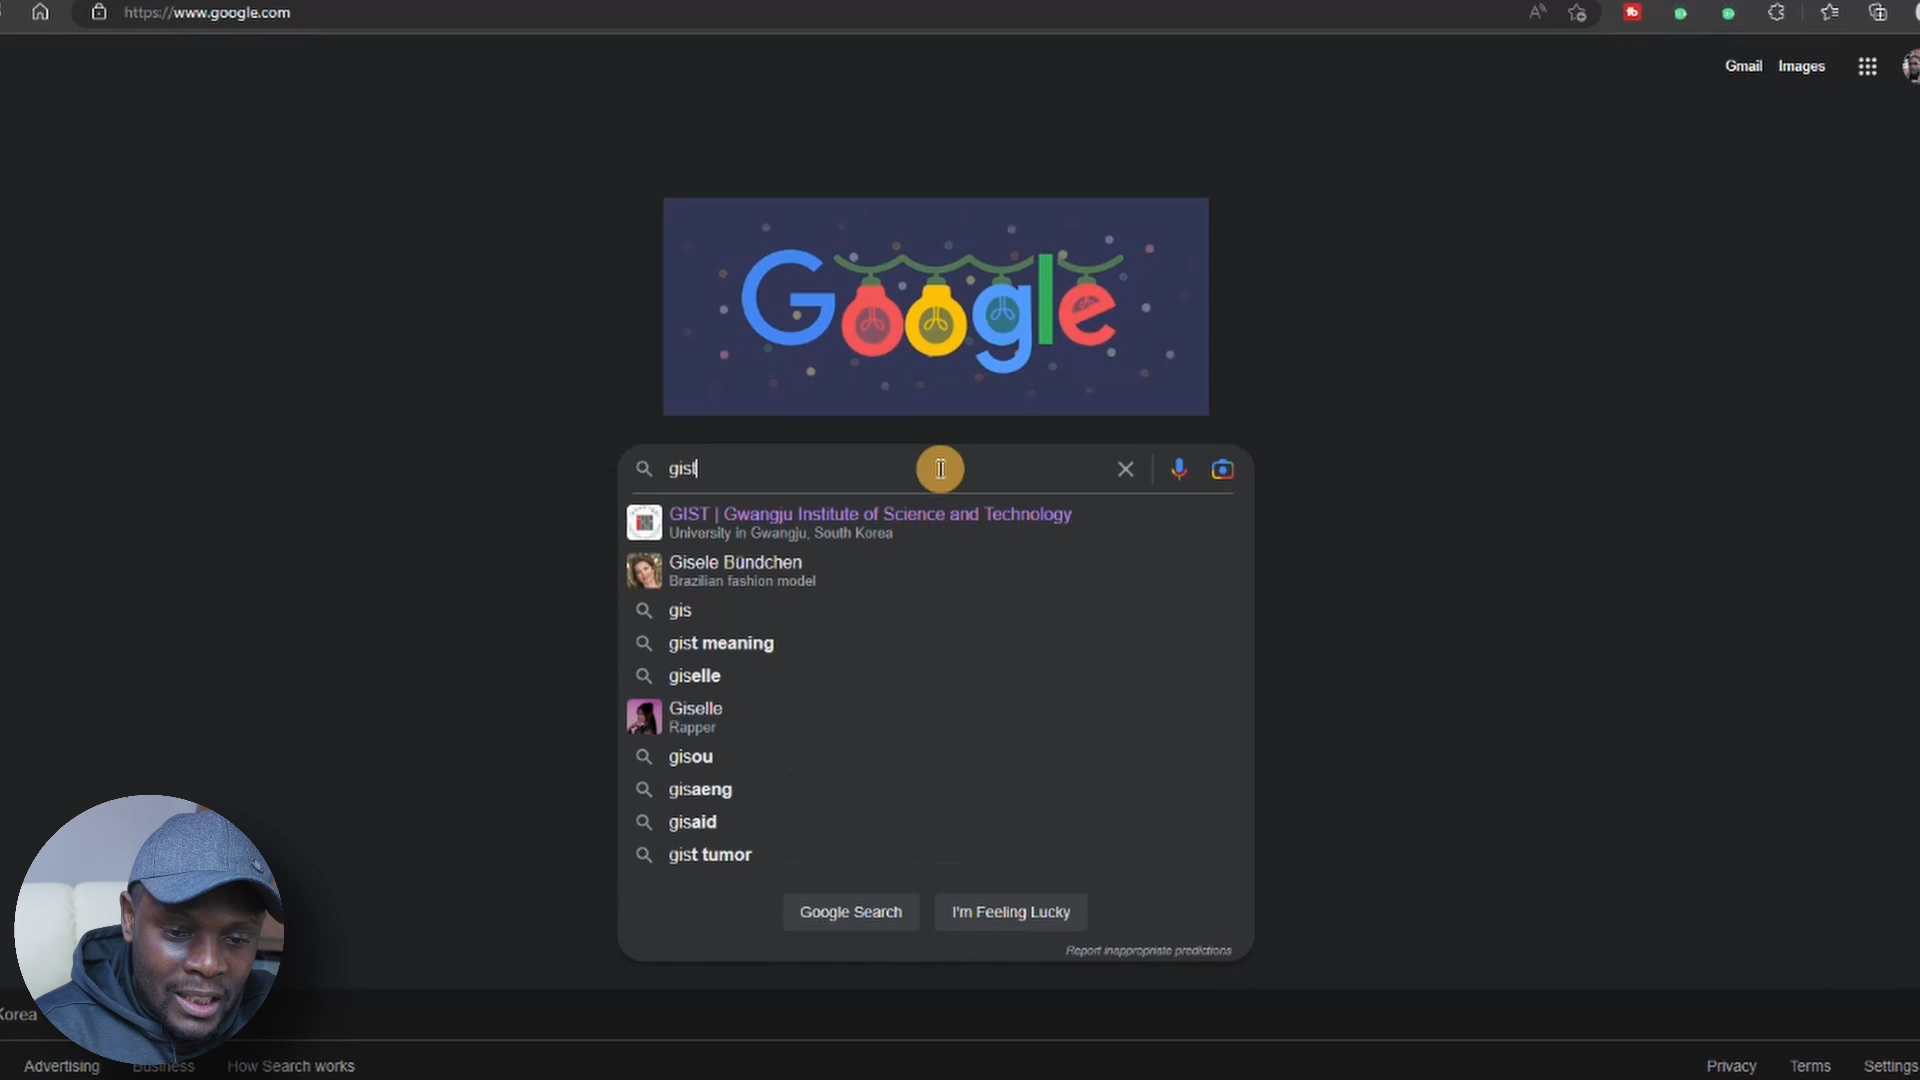 https://www.google.com
Gmail Images
Google
gist
GIST | Gwangju Institute of Science and Technology
University in Gwangju, South Korea
Gisele Bündchen
Brazilian fashion model
gis
gist meaning
giselle
Giselle
Rapper
gisou
gisaeng
gisaid
gist tumor
Google Search I'm Feeling Lucky
Report inappropriate predictions
Korea
Advertising Business How Search works Privacy Terms Settings